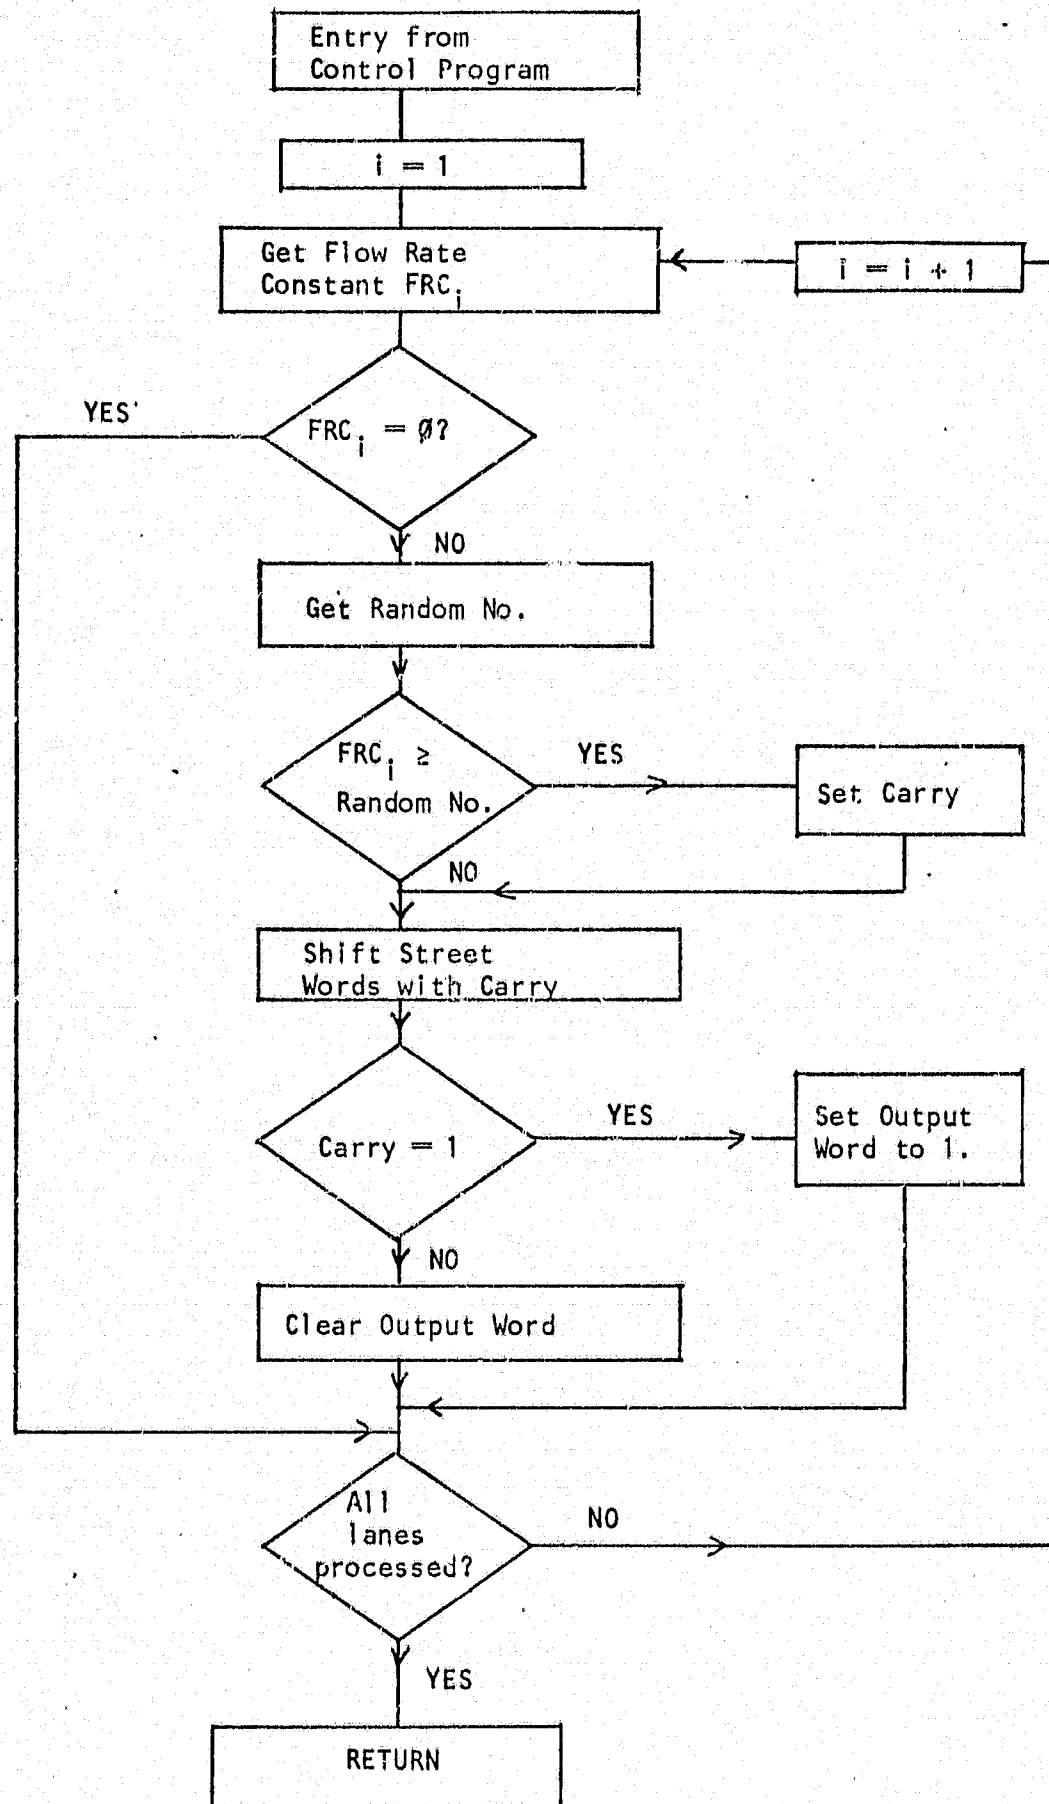 Entry from
Control Program
i = 1
Get Flow Rate
Constant FRCi
i = i + 1
YES
FRCi = Ø?
NO
Get Random No.
FRCi ≥
Random No.
YES
Set Carry
NO
Shift Street
Words with Carry
Carry = 1
YES
Set Output
Word to 1.
NO
Clear Output Word
All
lanes
processed?
NO
YES
RETURN